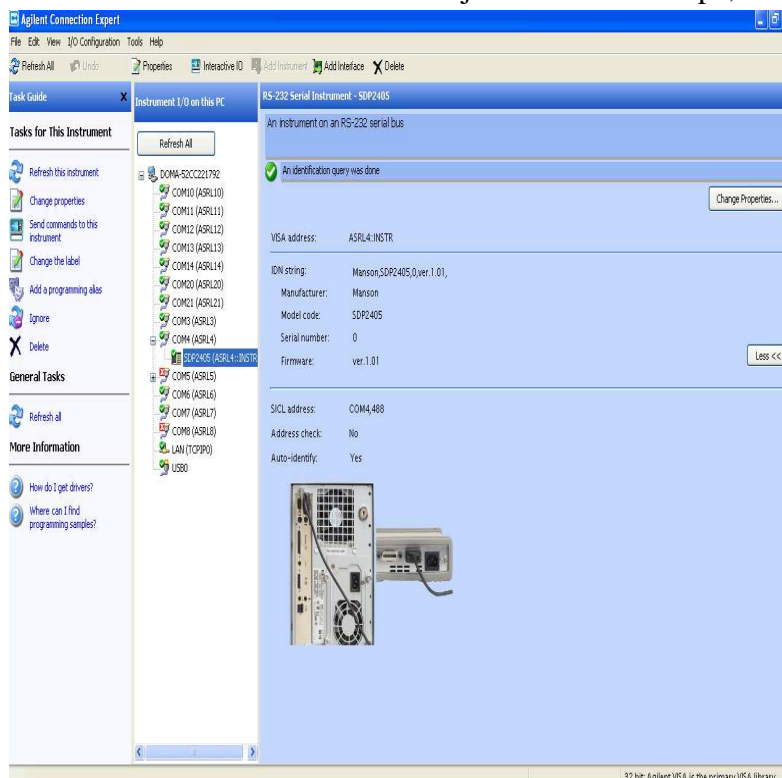 Agilent Connection Expert
File Edit View I/O Configuration Tools Help
Refresh All Undo Properties Interactive IO Add Instrument Add Interface Delete
Task Guide X
Tasks for This Instrument
Refresh this instrument
Change properties
Send commands to this
instrument
Change the label
Add a programming alias
Ignore
Delete
General Tasks
Refresh all
More Information
How do I get drivers?
Where can I find
programming samples?
Instrument I/O on this PC
Refresh All
DOMA-52CC221792
COM10 (ASRL10)
COM11 (ASRL11)
COM12 (ASRL12)
COM13 (ASRL13)
COM14 (ASRL14)
COM20 (ASRL20)
COM21 (ASRL21)
COM3 (ASRL3)
COM4 (ASRL4)
SDP2405 (ASRL4::INSTR
COM5 (ASRL5)
COM6 (ASRL6)
COM7 (ASRL7)
COM8 (ASRL8)
LAN (TCPIP0)
USB0
RS-232 Serial Instrument - SDP2405
An instrument on an RS-232 serial bus
An identification query was done
Change Properties...
VISA address: ASRL4::INSTR
IDN string: Manson,SDP2405,0,ver.1.01,
Manufacturer: Manson
Model code: SDP2405
Serial number: 0
Firmware: ver.1.01
Less <<
SICL address: COM4,488
Address check: No
Auto-identify: Yes
32 bit: Agilent VISA is the primary VISA library